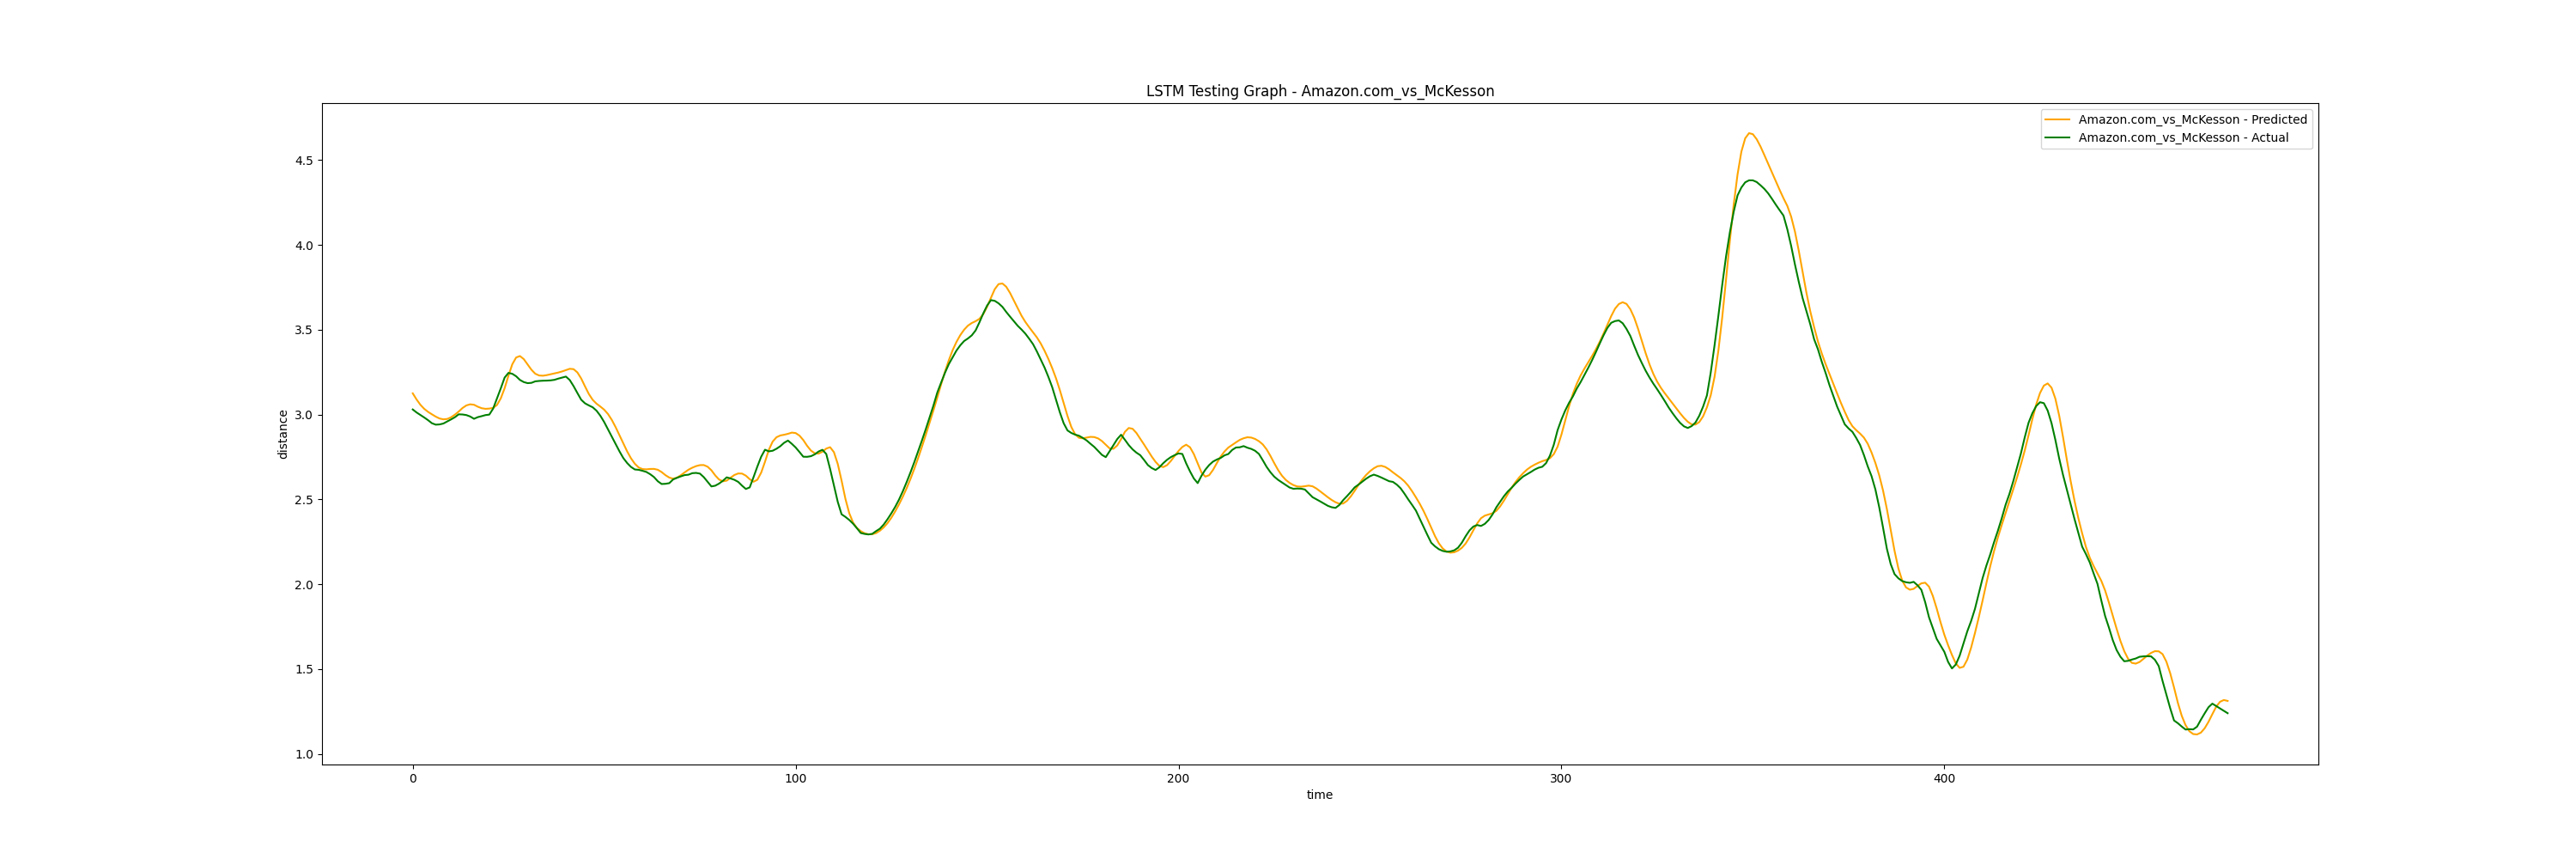 LSTM Testing Graph - Amazon.com_vs_McKesson
Amazon.com_vs_McKesson - Predicted
Amazon.com_vs_McKesson - Actual
distance
4.5
4.0
3.5
3.0
2.5
2.0
1.5
1.0
0
100
200
300
400
time